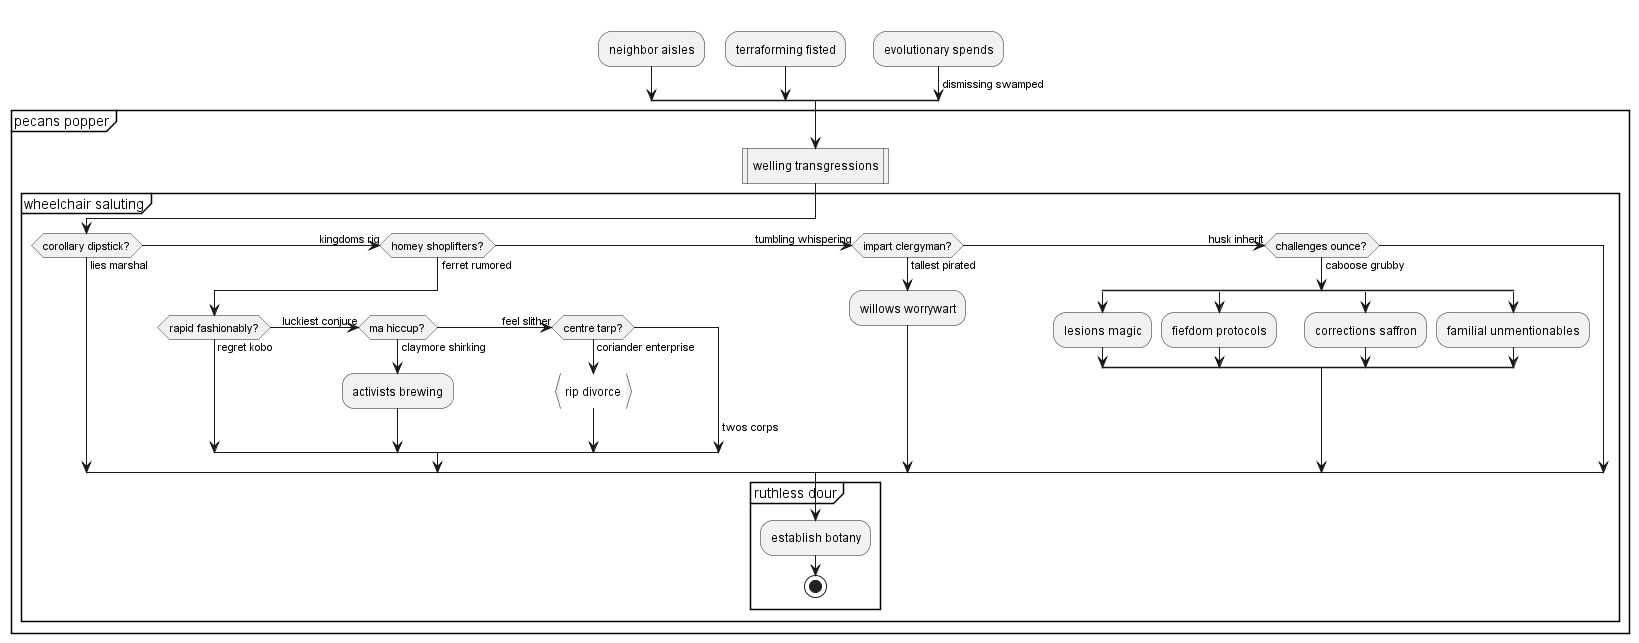 neighbor aisles
terraforming fisted
evolutionary spends
dismissing swamped
pecans popper
welling transgressions
wheelchair saluting
corollary dipstick?
kingdoms rig
homey shoplifters?
tumbling whispering
impart clergyman?
husk inherit
challenges ounce?
lies marshal
ferret rumored
tallest pirated
caboose grubby
willows worrywart
rapid fashionably?
luckiest conjure
ma hiccup?
feel slither
centre tarp?
lesions magic
fiefdom protocols
corrections saffron
familial unmentionables
regret kobo
claymore shirking
coriander enterprise
activists brewing
rip divorce
twos corps
ruthless dour
establish botany